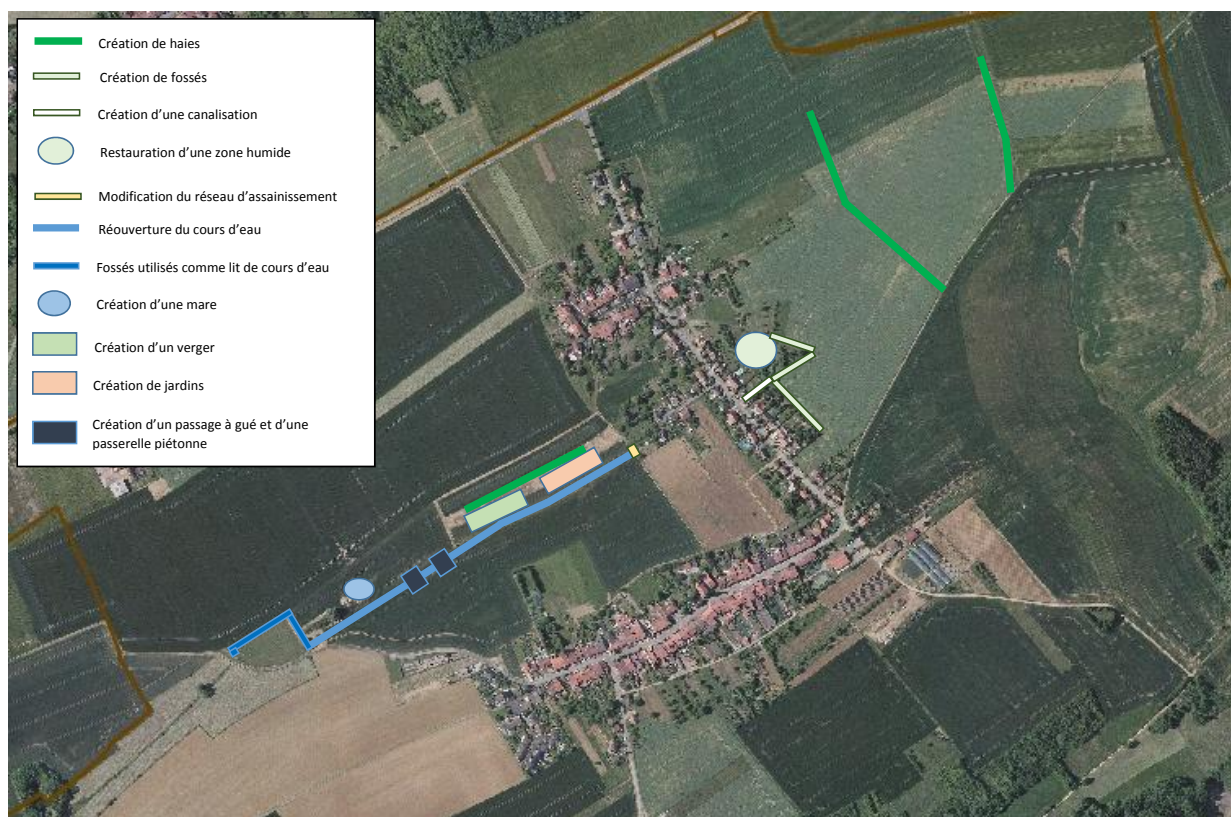 Création de haies
Création de fossés
Création d'une canalisation
Restauration d'une zone humide
Modification du réseau d'assainissement
Réouverture du cours d'eau
Fossés utilisés comme lit de cours d'eau
Création d'une mare
Création d'un verger
Création de jardins
Création d'un passage à gué et d'une
passerelle piétonne